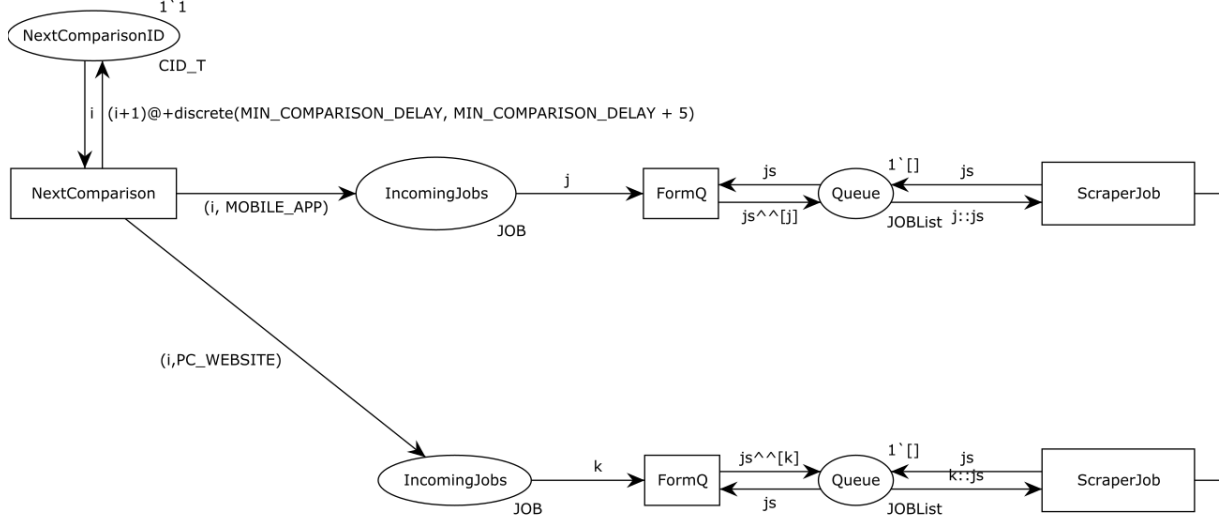 1`1
NextComparisonID
CID_T
i
(i+1)@+discrete(MIN_COMPARISON_DELAY, MIN_COMPARISON_DELAY + 5)
NextComparison
(i, MOBILE_APP)
IncomingJobs
JOB
j
FormQ
js
js^^[j]
1`[]
Queue
JOBList
js
j::js
ScraperJob
(i,PC_WEBSITE)
IncomingJobs
JOB
k
FormQ
js^^[k]
js
1`[]
Queue
JOBList
js
k::js
ScraperJob